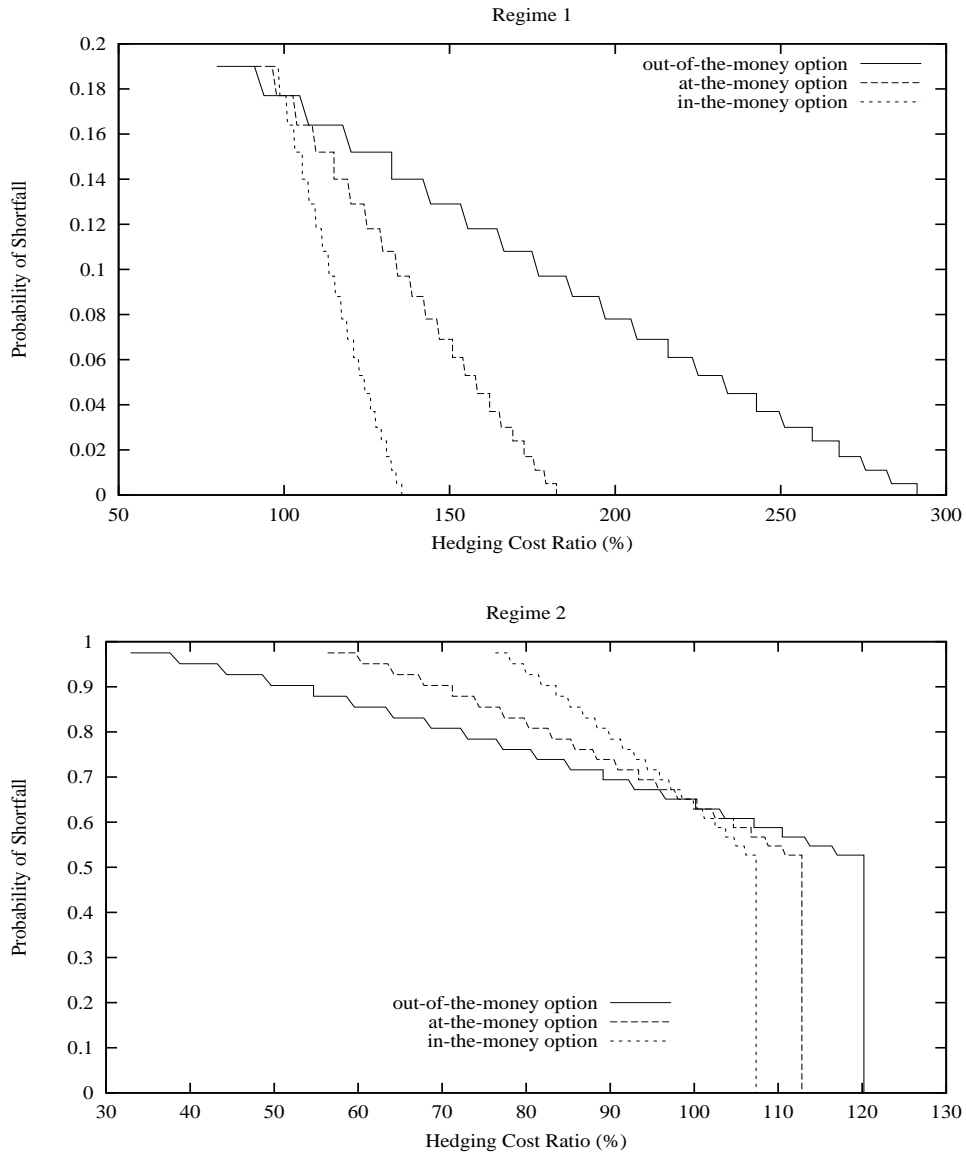 Regime 1
0.2
0.18
0.16
0.14
0.12
0.1
0.08
0.06
0.04
0.02
0
Probability of Shortfall
out-of-the-money option
at-the-money option
in-the-money option
50 100 150 200 250 300
Hedging Cost Ratio (%)
Regime 2
1
0.9
0.8
0.7
0.6
0.5
0.4
0.3
0.2
0.1
0
Probability of Shortfall
out-of-the-money option
at-the-money option
in-the-money option
30 40 50 60 70 80 90 100 110 120 130
Hedging Cost Ratio (%)